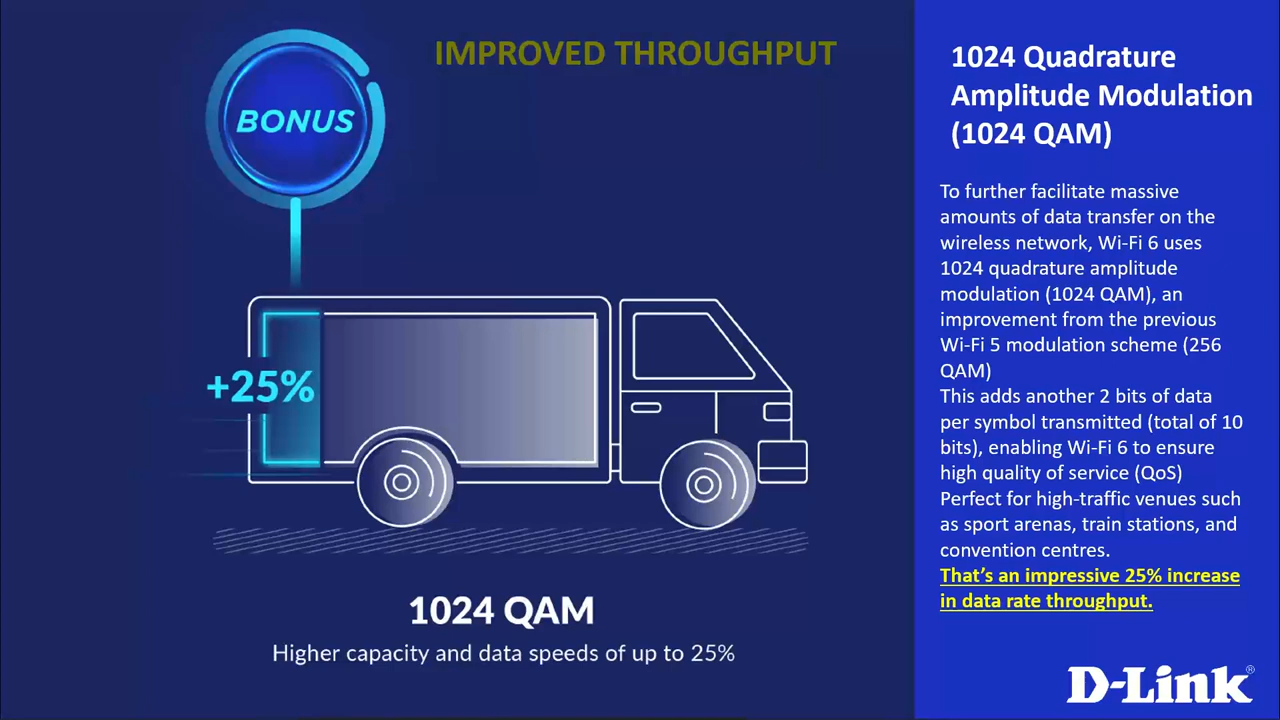 IMPROVED THROUGHPUT
BONUS
+25%
1024 QAM
Higher capacity and data speeds of up to 25%
1024 Quadrature
Amplitude Modulation
(1024 QAM)
To further facilitate massive
amounts of data transfer on the
wireless network, Wi-Fi 6 uses
1024 quadrature amplitude
modulation (1024 QAM), an
improvement from the previous
Wi-Fi 5 modulation scheme (256
QAM)
This adds another 2 bits of data
per symbol transmitted (total of 10
bits), enabling Wi-Fi 6 to ensure
high quality of service (QoS)
Perfect for high-traffic venues such
as sport arenas, train stations, and
convention centres.
That’s an impressive 25% increase
in data rate throughput.
D-Link®